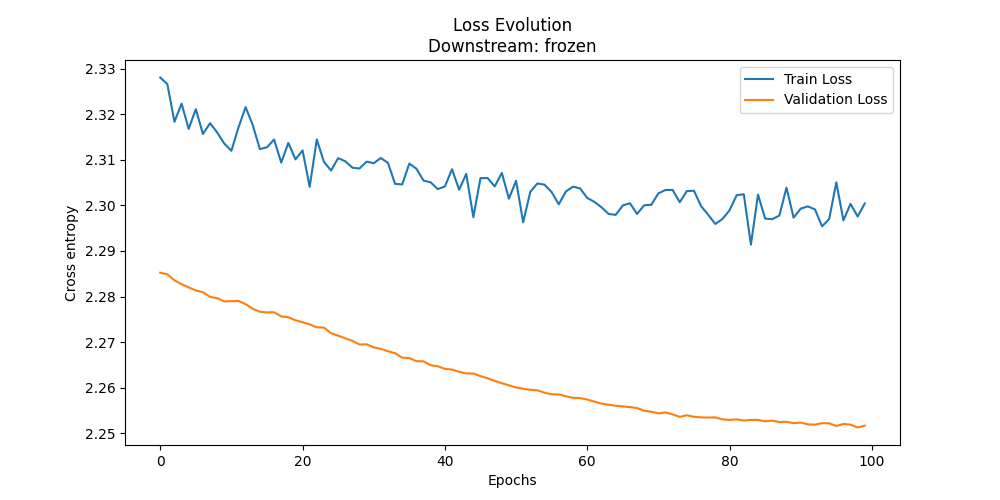 Loss Evolution
Downstream: frozen
Train Loss
Validation Loss
2.33
2.32
2.31
2.30
2.29
2.28
2.27
2.26
2.25
Cross entropy
0
20
40
60
80
100
Epochs